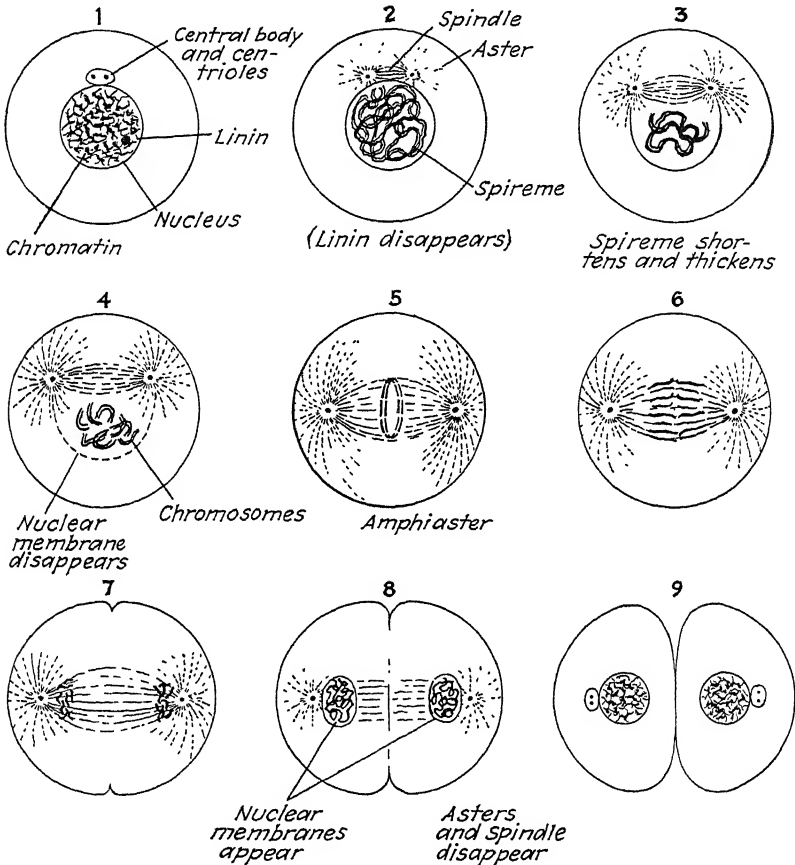 1
Central body
and cen-
trioles
Linin
Nucleus
Chromatin
2
Spindle
Aster
Spireme
(Linin disappears)
3
Spireme shor-
tens and thickens
4
Chromosomes
Nuclear
membrane
disappears
5
Amphiaster
6
7
8
Nuclear
membranes
appear
Asters
and spindle
disappear
9